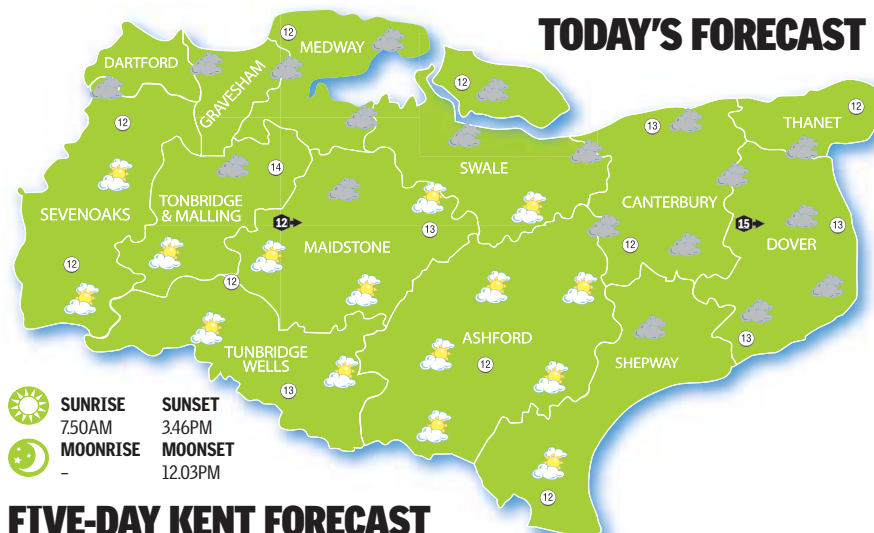 TODAY'S FORECAST
12
MEDWAY
DARTFORD
GRAVESHAM
12
12
THANET
12
13
14
SWALE
SEVENOAKS
TONBRIDGE
& MALLING
CANTERBURY
12
MAIDSTONE
13
12
15
DOVER
13
12
12
ASHFORD
12
SHEPWAY
13
TUNBRIDGE
WELLS
13
SUNRISE SUNSET
7.50AM 3.46PM
MOONRISE MOONSET
– 12.03PM
12
FIVE-DAY KENT FORECAST